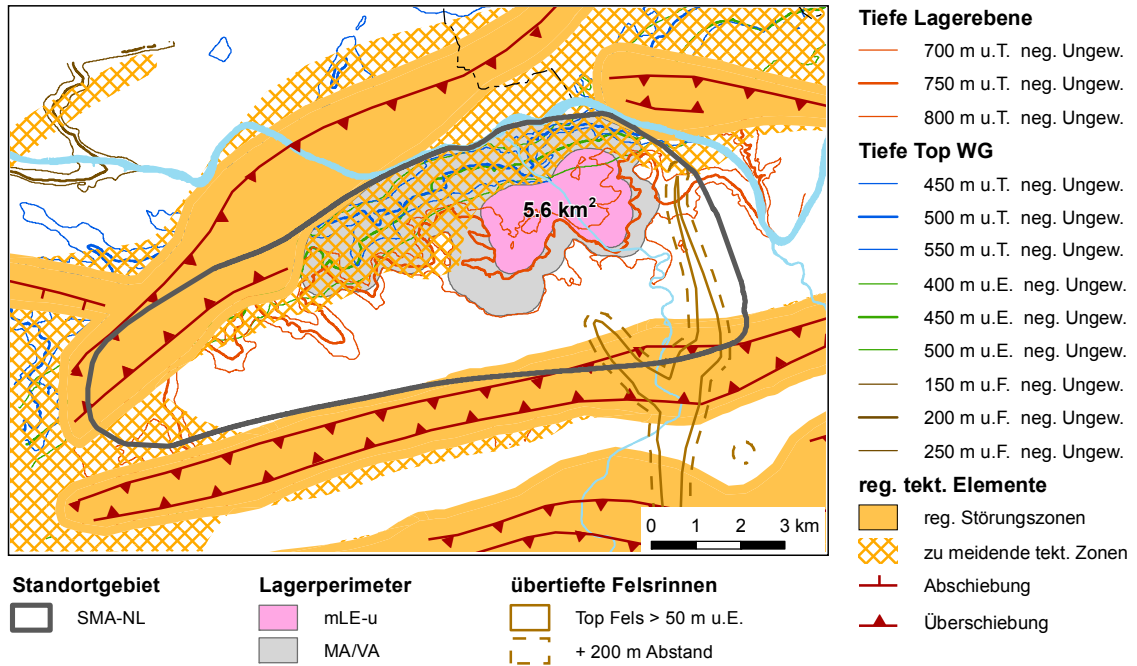 5.6 km²
0 1 2 3 km
Tiefe Lagerebene
700 m u.T. neg. Ungew.
750 m u.T. neg. Ungew.
800 m u.T. neg. Ungew.
Tiefe Top WG
450 m u.T. neg. Ungew.
500 m u.T. neg. Ungew.
550 m u.T. neg. Ungew.
400 m u.E. neg. Ungew.
450 m u.E. neg. Ungew.
500 m u.E. neg. Ungew.
150 m u.F. neg. Ungew.
200 m u.F. neg. Ungew.
250 m u.F. neg. Ungew.
reg. tekt. Elemente
reg. Störungszonen
zu meidende tekt. Zonen
Abschiebung
Überschiebung
Standortgebiet
SMA-NL
Lagerperimeter
mLE-u
MA/VA
übertiefte Felsrinnen
Top Fels > 50 m u.E.
+ 200 m Abstand